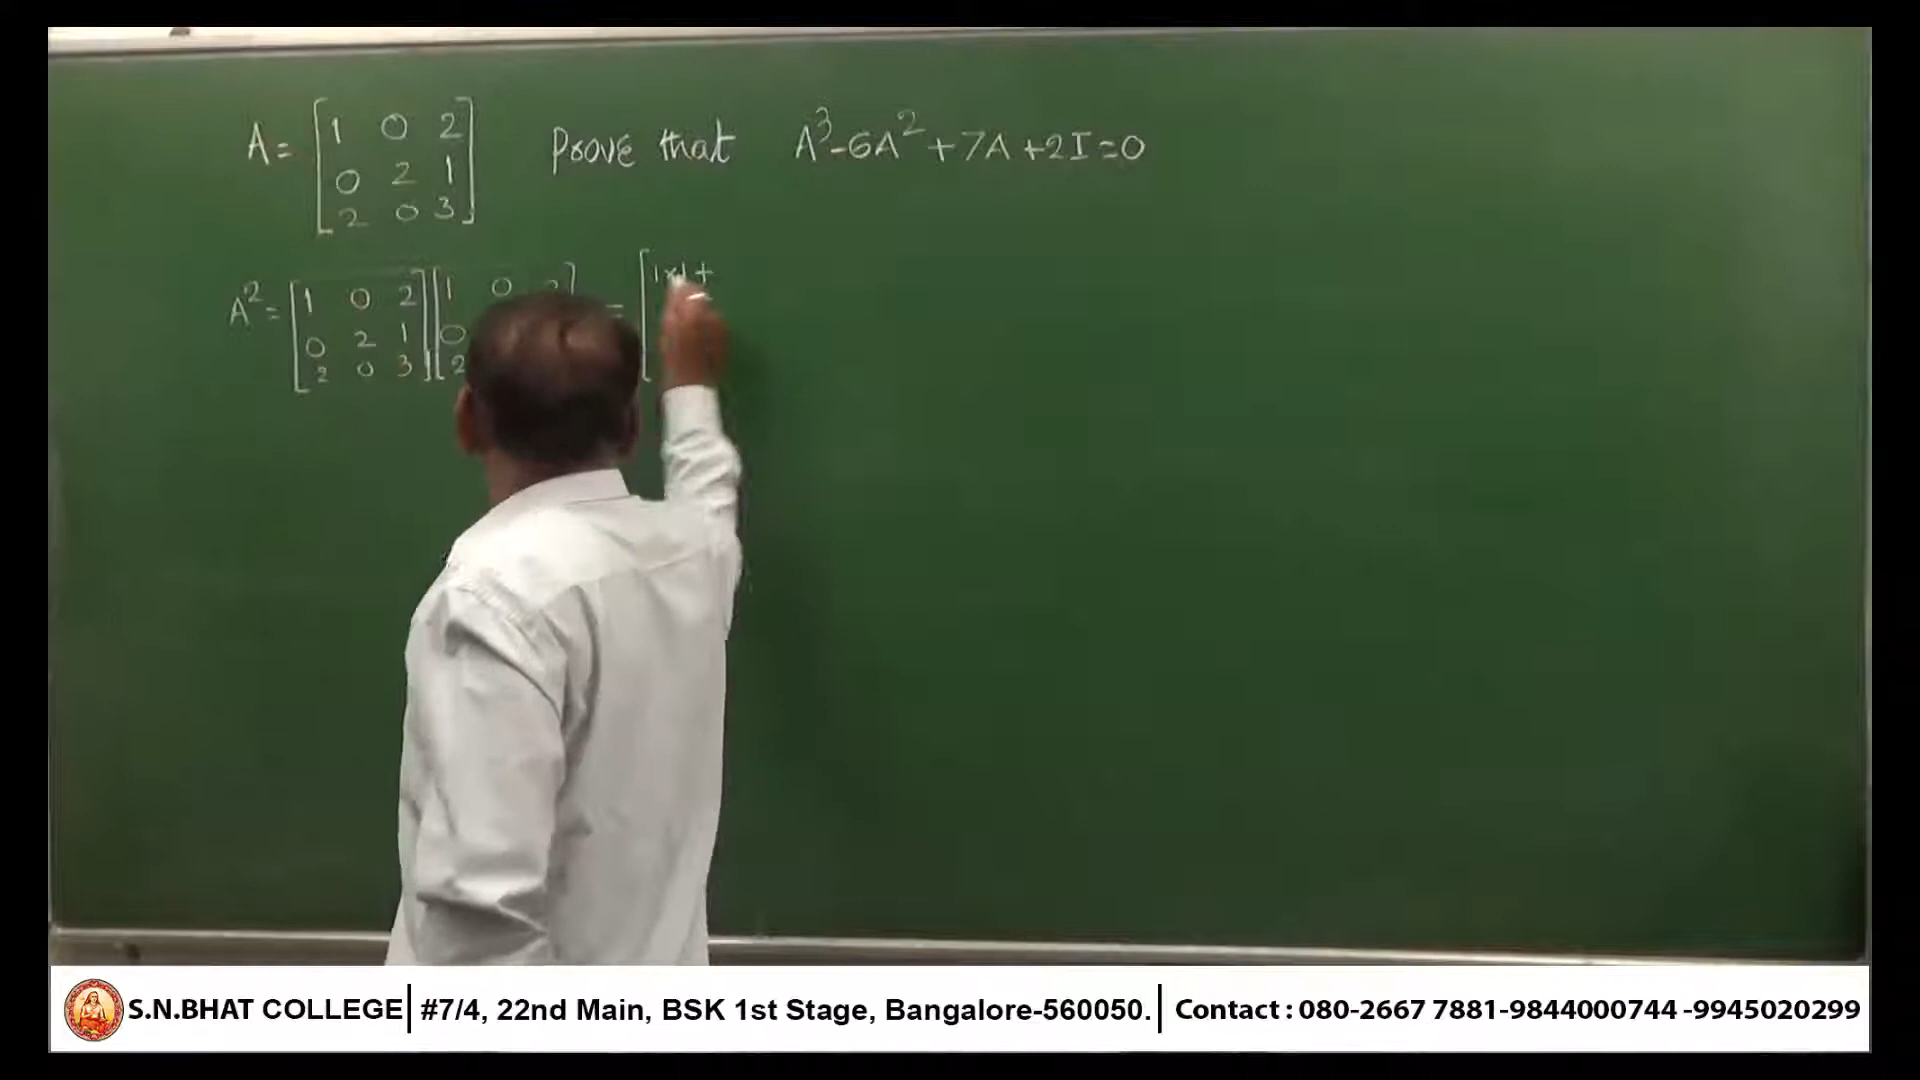 A = [1 0 2 Prove that A³-6A²+7A+2I=0
0 2 1
2 0 3]
A² = [1 0 2] [1 0 = [1×1+
0 2 1 0
2 0 3 2
S.N.BHAT COLLEGE | #7/4, 22nd Main, BSK 1st Stage, Bangalore-560050. | Contact : 080-2667 7881-9844000744 -9945020299